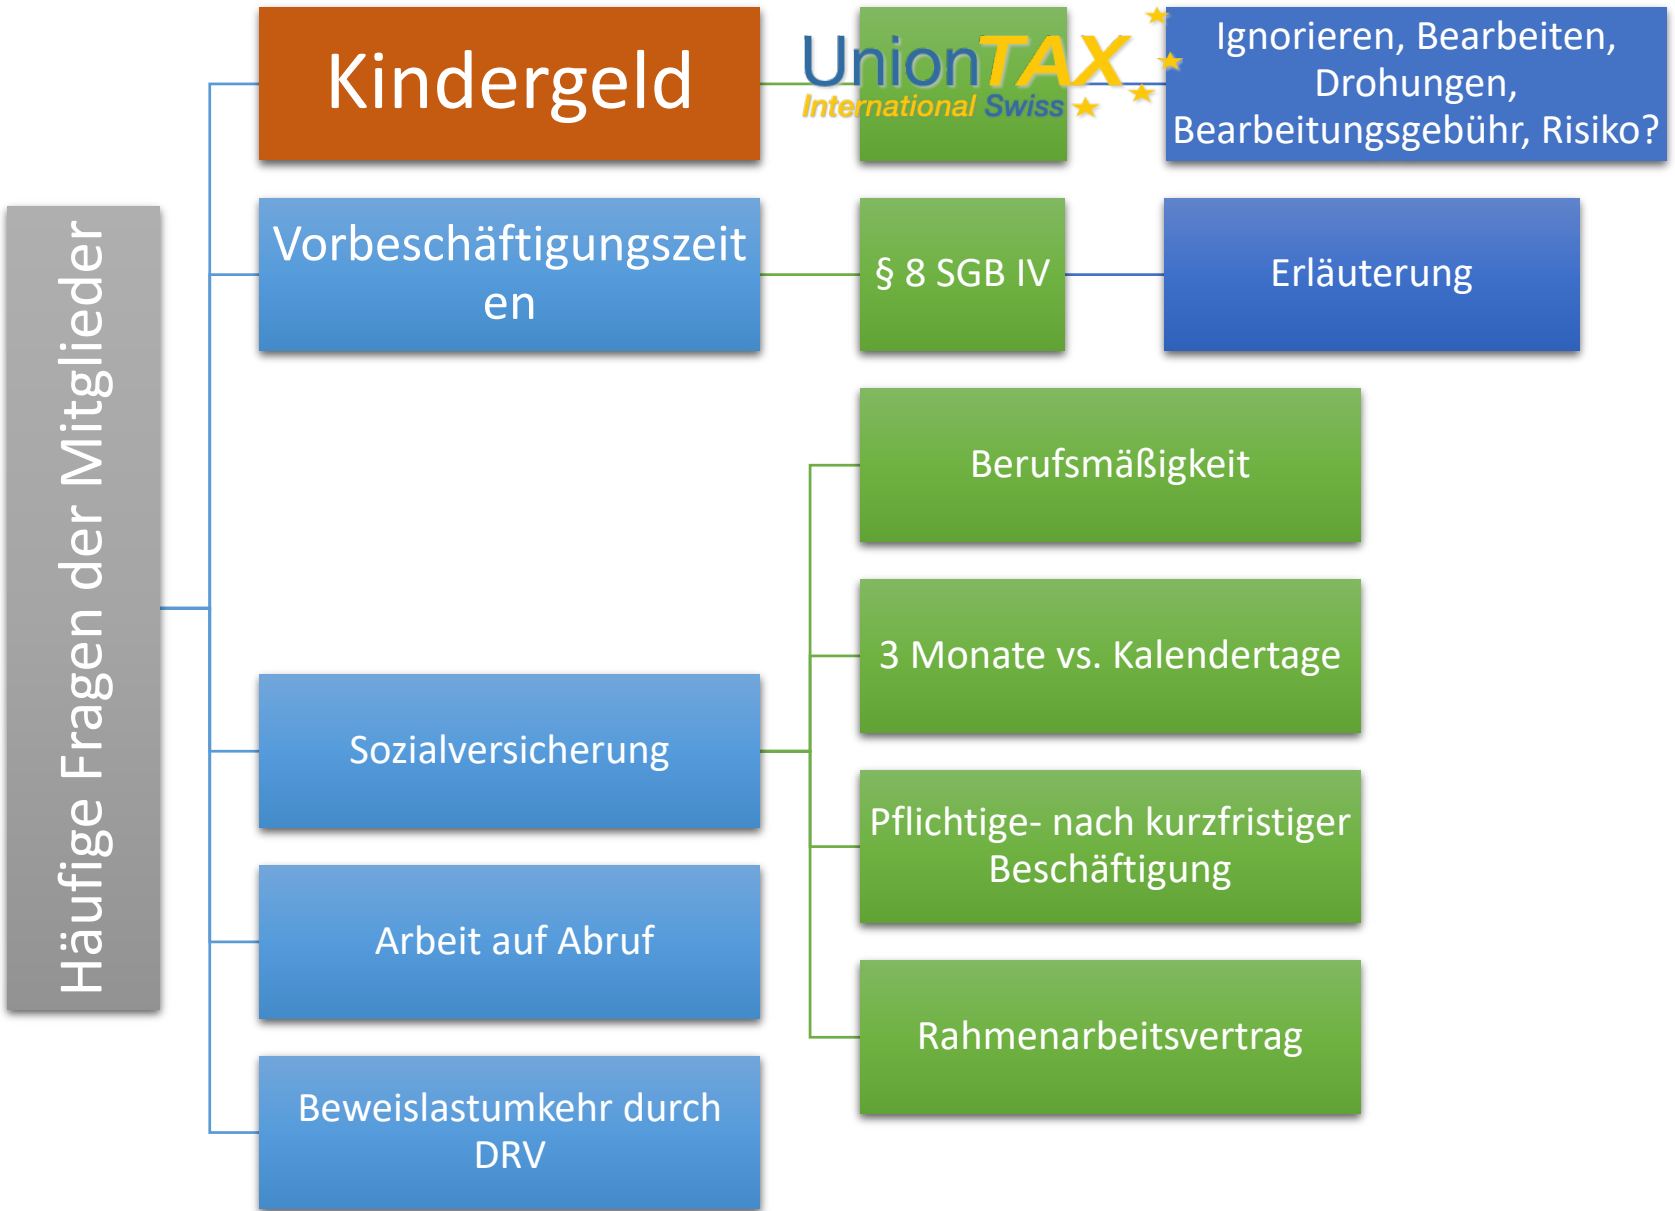 Häufige Fragen der Mitglieder
Kindergeld
UnionTAX
International Swiss
Ignorieren, Bearbeiten,
Drohungen,
Bearbeitungsgebühr, Risiko?
Vorbeschäftigungszeit
en
§ 8 SGB IV
Erläuterung
Sozialversicherung
Berufsmäßigkeit
3 Monate vs. Kalendertage
Pflichtige- nach kurzfristiger
Beschäftigung
Rahmenarbeitsvertrag
Arbeit auf Abruf
Beweislastumkehr durch
DRV